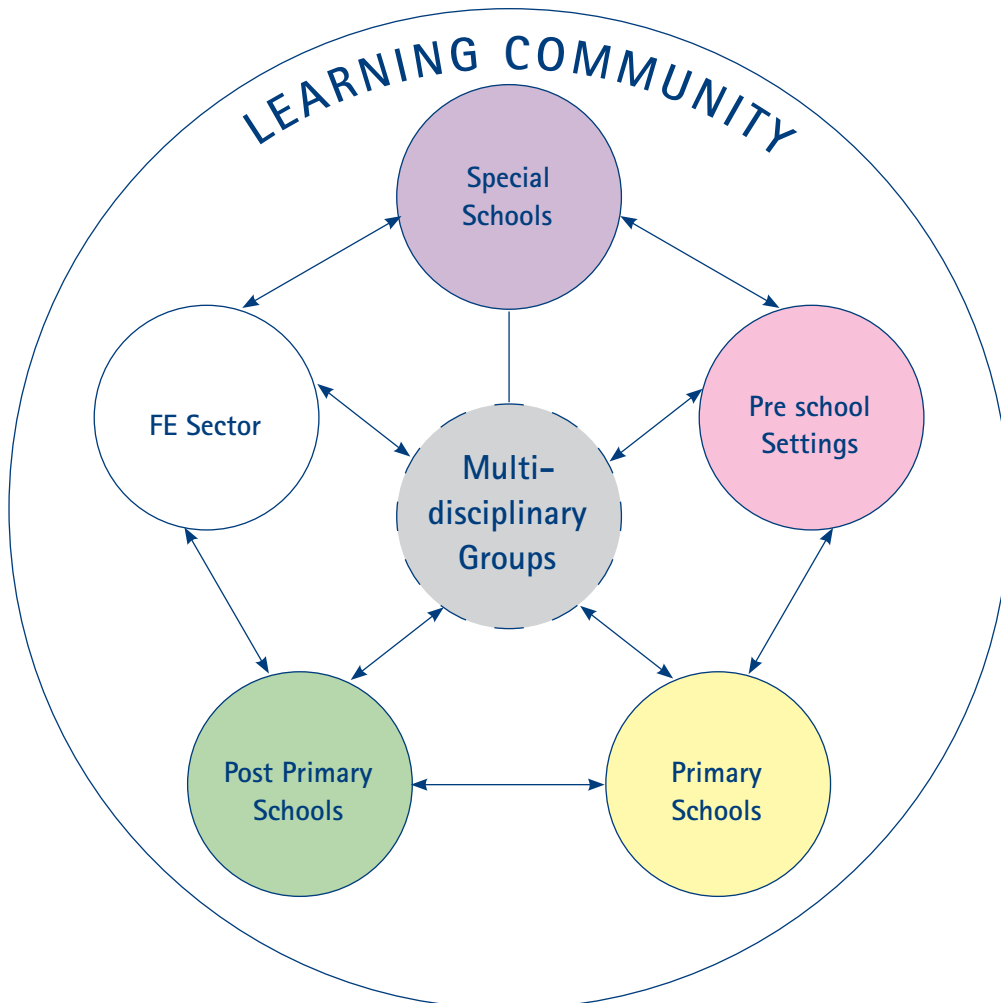 LEARNING COMMUNITY
Special
Schools
FE Sector
Pre school
Settings
Multi-
disciplinary
Groups
Post Primary
Schools
Primary
Schools